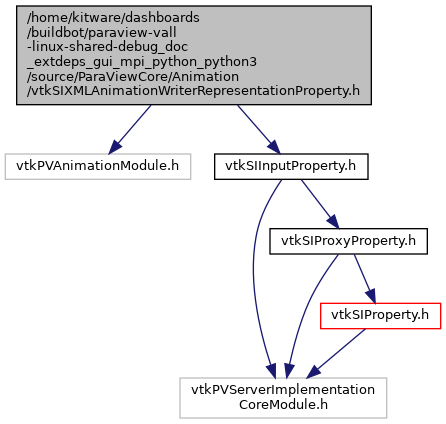 /home/kitware/dashboards
/buildbot/paraview-vall
-linux-shared-debug_doc
_extdeps_gui_mpi_python_python3
/source/ParaViewCore/Animation
/vtkSIXMLAnimationWriterRepresentationProperty.h
vtkPVAnimationModule.h
vtkSIInputProperty.h
vtkSIProxyProperty.h
vtkSIProperty.h
vtkPVServerImplementation
CoreModule.h